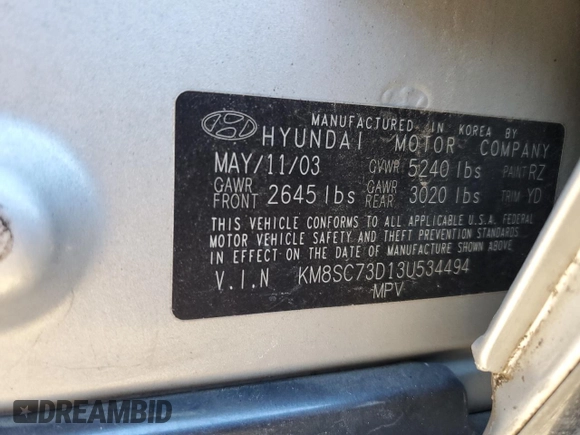 MANUFACTURED IN KOREA BY
HYUNDAI MOTOR COMPANY
MAY/11/03 GVWR 5240 lbs PAINT RZ
GAWR FRONT 2645 lbs GAWR REAR 3020 lbs TRIM YD
THIS VEHICLE CONFORMS TO ALL APPLICABLE U.S.A. FEDERAL
MOTOR VEHICLE SAFETY AND THEFT PREVENTION STANDARDS
IN EFFECT ON THE DATE OF MANUFACTURE SHOWN ABOVE.
V.I.N KM8SC73D13U534494
MPV
DREAMBID